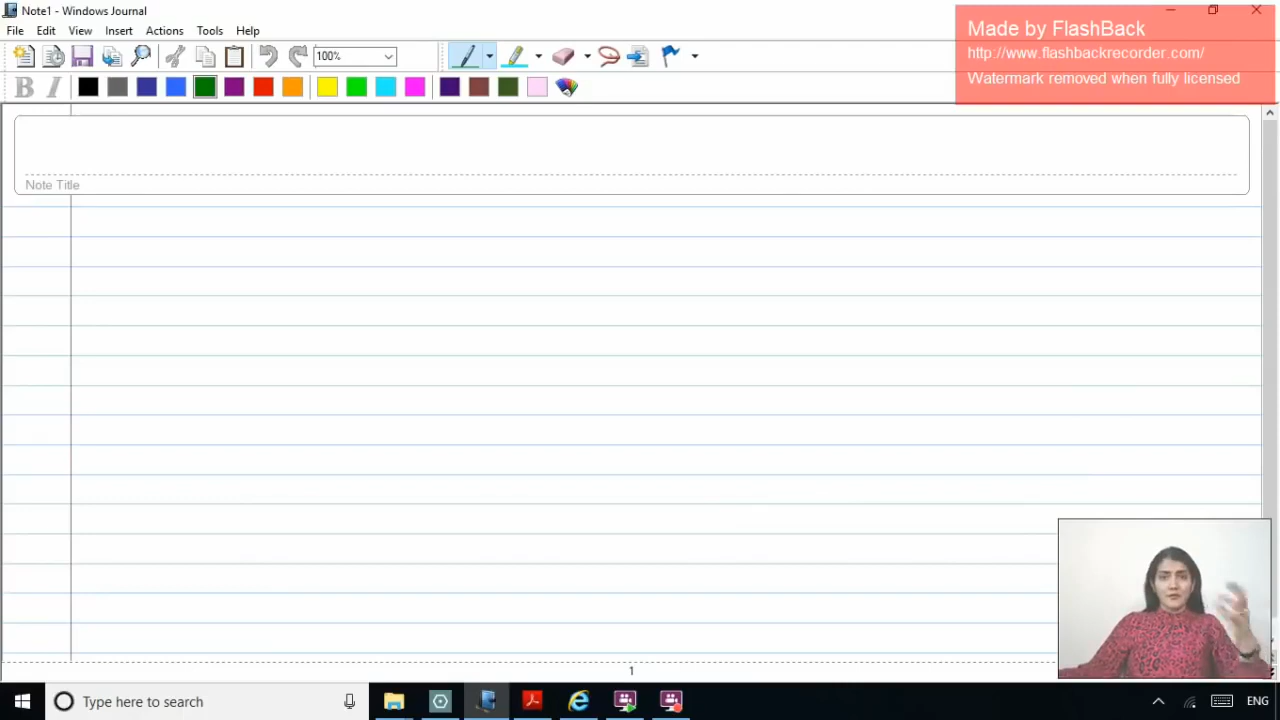 Note1 - Windows Journal
File Edit View Insert Actions Tools Help
100%
B I
Made by FlashBack
http://www.flashbackrecorder.com/
Watermark removed when fully licensed
Note Title
1
Type here to search
ENG